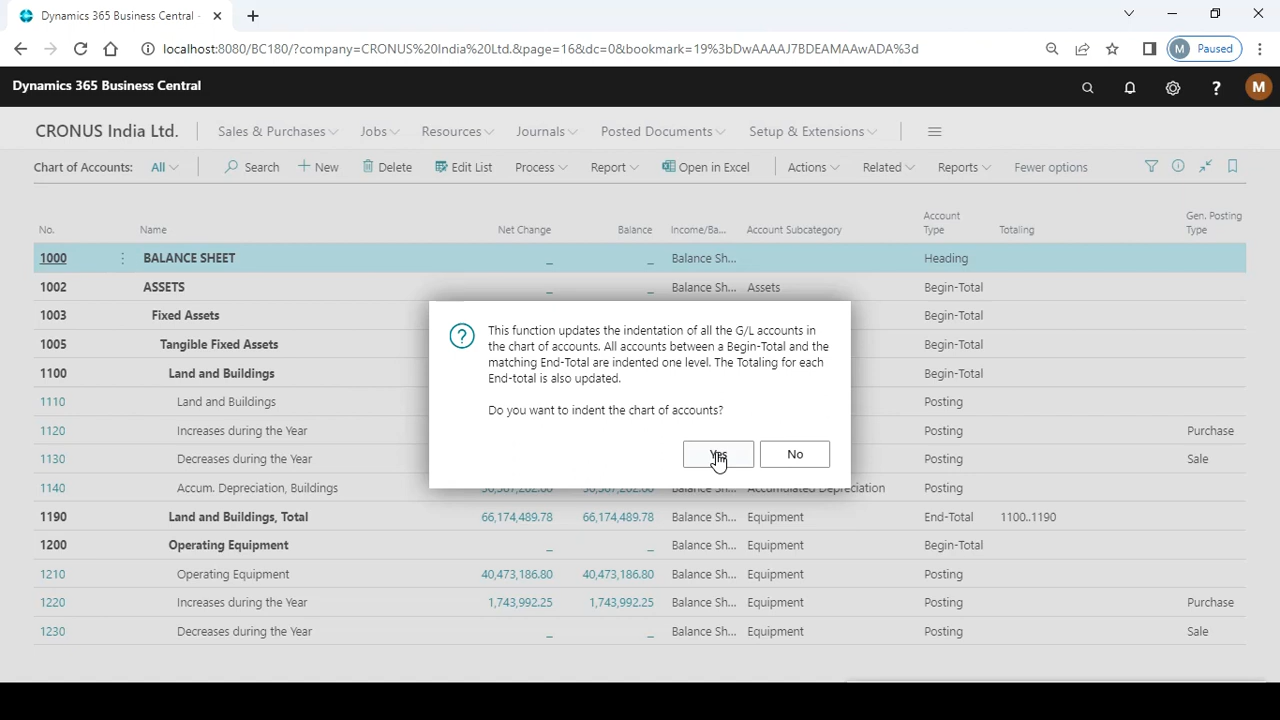 Dynamics 365 Business Central -
localhost:8080/BC180/?company=CRONUS%20India%20Ltd.&page=16&dc=0&bookmark=19%3bDwAAAAJ7BDEAMAAwADA%3d
M Paused
Dynamics 365 Business Central
? M
CRONUS India Ltd. Sales & Purchases Jobs Resources Journals Posted Documents Setup & Extensions
Chart of Accounts: All Search New Delete Edit List Process Report Open in Excel Actions Related Reports Fewer options
No. Name Net Change Balance Income/Ba... Account Subcategory Account Type Totaling Gen. Posting Type
1000 BALANCE SHEET _ _ Balance Sh... Heading
1002 ASSETS _ _ Balance Sh... Assets Begin-Total
1003 Fixed Assets Begin-Total
1005 Tangible Fixed Assets Begin-Total
1100 Land and Buildings Begin-Total
1110 Land and Buildings Posting
1120 Increases during the Year Posting Purchase
1130 Decreases during the Year Posting Sale
1140 Accum. Depreciation, Buildings Balance Sh... Accumulated Depreciation Posting
1190 Land and Buildings, Total 66,174,489.78 66,174,489.78 Balance Sh... Equipment End-Total 1100..1190
1200 Operating Equipment _ _ Balance Sh... Equipment Begin-Total
1210 Operating Equipment 40,473,186.80 40,473,186.80 Balance Sh... Equipment Posting
1220 Increases during the Year 1,743,992.25 1,743,992.25 Balance Sh... Equipment Posting Purchase
1230 Decreases during the Year _ _ Balance Sh... Equipment Posting Sale
?
This function updates the indentation of all the G/L accounts in
the chart of accounts. All accounts between a Begin-Total and the
matching End-Total are indented one level. The Totaling for each
End-total is also updated.
Do you want to indent the chart of accounts?
Yes No